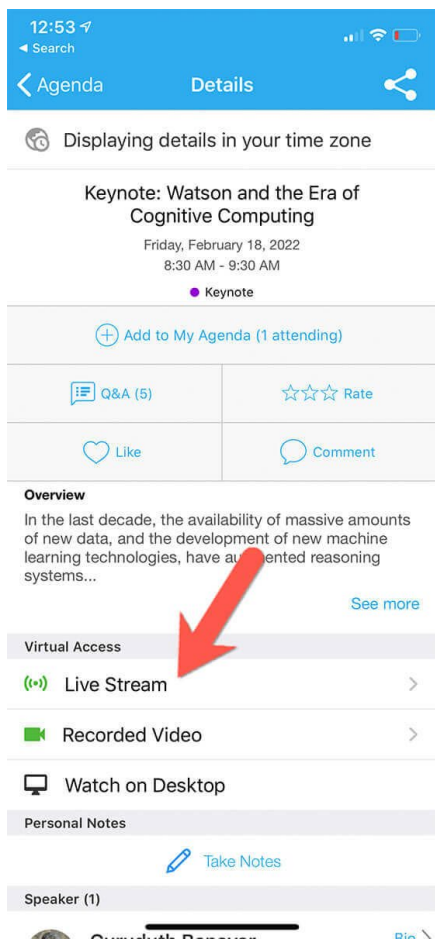 12:53
Search
Agenda
Details
Displaying details in your time zone
Keynote: Watson and the Era of
Cognitive Computing
Friday, February 18, 2022
8:30 AM - 9:30 AM
Keynote
Add to My Agenda (1 attending)
Q&A (5)
Rate
Like
Comment
Overview
In the last decade, the availability of massive amounts
of new data, and the development of new machine
learning technologies, have reasoning
systems...
See more
Virtual Access
Live Stream
Recorded Video
Watch on Desktop
Personal Notes
Take Notes
Speaker (1)
Bio